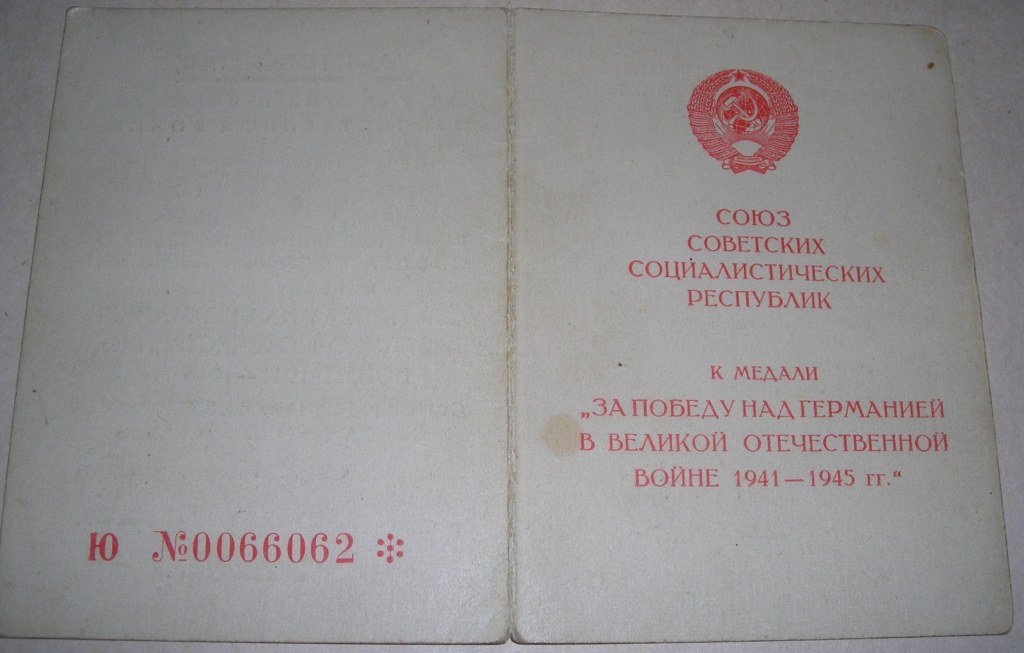 Ю №0066062
СОЮЗ
СОВЕТСКИХ
СОЦИАЛИСТИЧЕСКИХ
РЕСПУБЛИК
К МЕДАЛИ
„ЗА ПОБЕДУ НАД ГЕРМАНИЕЙ
В ВЕЛИКОЙ ОТЕЧЕСТВЕННОЙ
ВОЙНЕ 1941—1945 гг.“